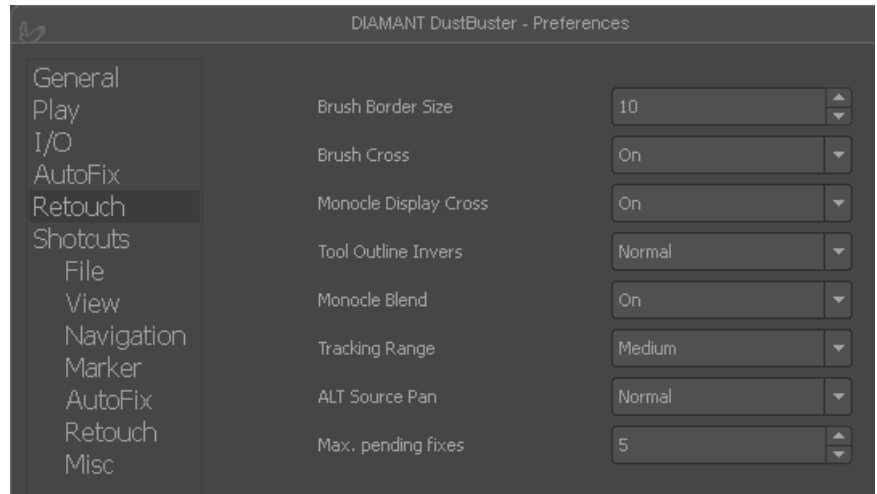 DIAMANT DustBuster - Preferences
General
Play
I/O
AutoFix
Retouch
Shotcuts
File
View
Navigation
Marker
AutoFix
Retouch
Misc
Brush Border Size 10
Brush Cross On
Monocle Display Cross On
Tool Outline Invers Normal
Monocle Blend On
Tracking Range Medium
ALT Source Pan Normal
Max. pending fixes 5